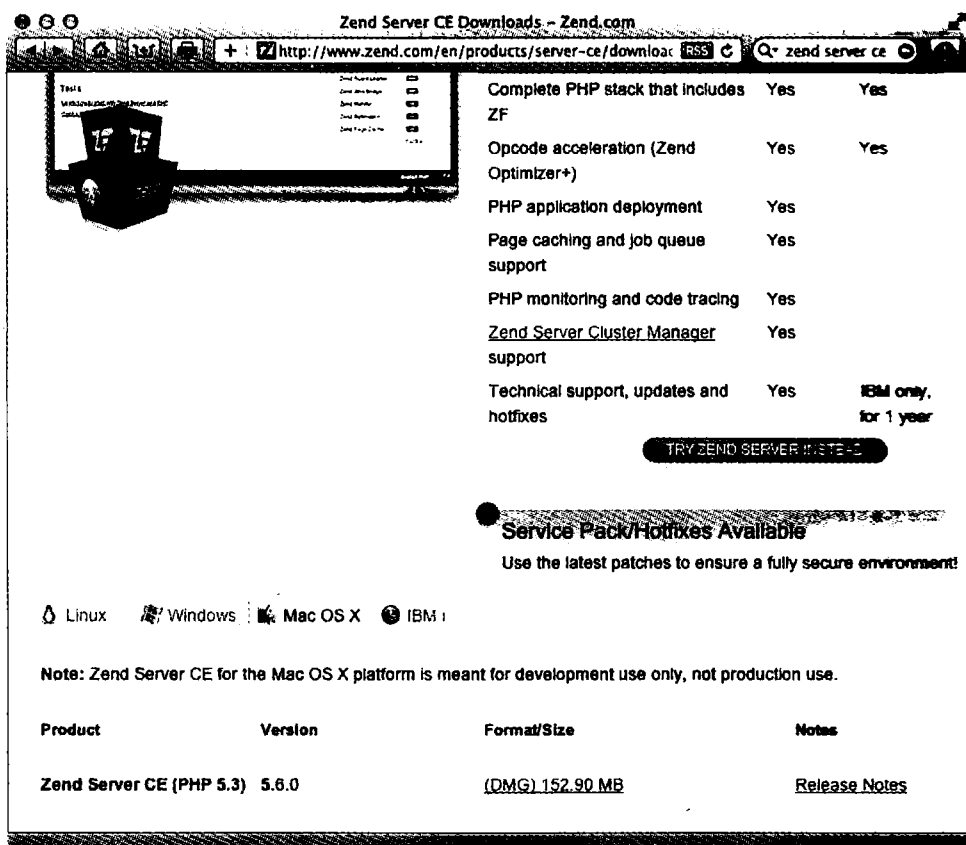 Zend Server CE Downloads – Zend.com
+ http://www.zend.com/en/products/server-ce/downloac RSS zend server ce
Tests
Complete PHP stack that includes ZF Yes Yes
Opcode acceleration (Zend Optimizer+) Yes Yes
PHP application deployment Yes
Page caching and job queue support Yes
PHP monitoring and code tracing Yes
Zend Server Cluster Manager support Yes
Technical support, updates and hotfixes Yes IBM only, for 1 year
TRY ZEND SERVER INSTEAD
Service Pack/Hotfixes Available
Use the latest patches to ensure a fully secure environment!
Linux Windows Mac OS X IBM i
Note: Zend Server CE for the Mac OS X platform is meant for development use only, not production use.
Product Version Format/Size Notes
Zend Server CE (PHP 5.3) 5.6.0 (DMG) 152.90 MB Release Notes